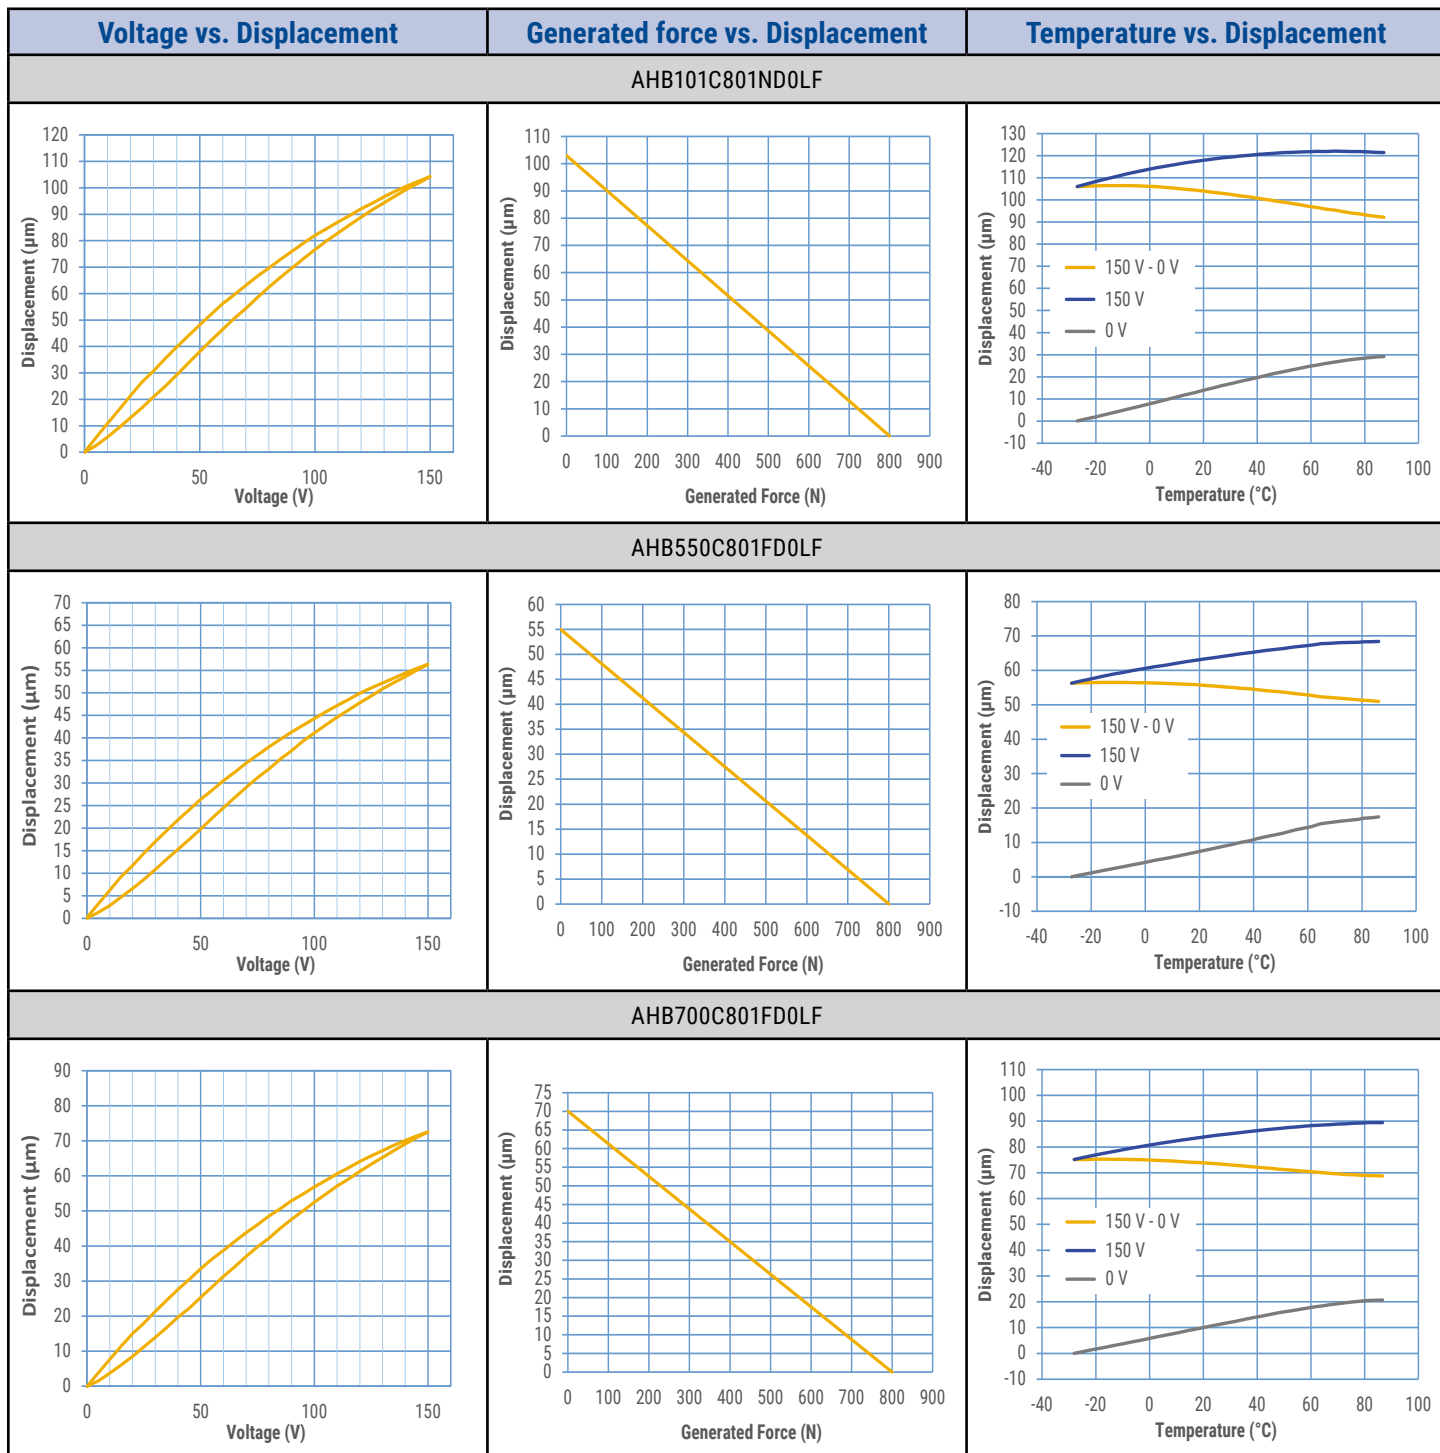 Voltage vs. Displacement
Generated force vs. Displacement
Temperature vs. Displacement
AHB101C801ND0LF
Displacement (µm)
120
110
100
90
80
70
60
50
40
30
20
10
0
0 50 100 150
Voltage (V)
Displacement (µm)
110
100
90
80
70
60
50
40
30
20
10
0
0 100 200 300 400 500 600 700 800 900
Generated Force (N)
Displacement (µm)
130
120
110
100
90
80
70
60
50
40
30
20
10
0
-10
150 V - 0 V
150 V
0 V
-40 -20 0 20 40 60 80 100
Temperature (°C)
AHB550C801FD0LF
Displacement (µm)
70
65
60
55
50
45
40
35
30
25
20
15
10
5
0
0 50 100 150
Voltage (V)
Displacement (µm)
60
55
50
45
40
35
30
25
20
15
10
5
0
0 100 200 300 400 500 600 700 800 900
Generated Force (N)
Displacement (µm)
80
70
60
50
40
30
20
10
0
-10
150 V - 0 V
150 V
0 V
-40 -20 0 20 40 60 80 100
Temperature (°C)
AHB700C801FD0LF
Displacement (µm)
90
80
70
60
50
40
30
20
10
0
0 50 100 150
Voltage (V)
Displacement (µm)
75
70
65
60
55
50
45
40
35
30
25
20
15
10
5
0
0 100 200 300 400 500 600 700 800 900
Generated Force (N)
Displacement (µm)
110
100
90
80
70
60
50
40
30
20
10
0
-10
150 V - 0 V
150 V
0 V
-40 -20 0 20 40 60 80 100
Temperature (°C)